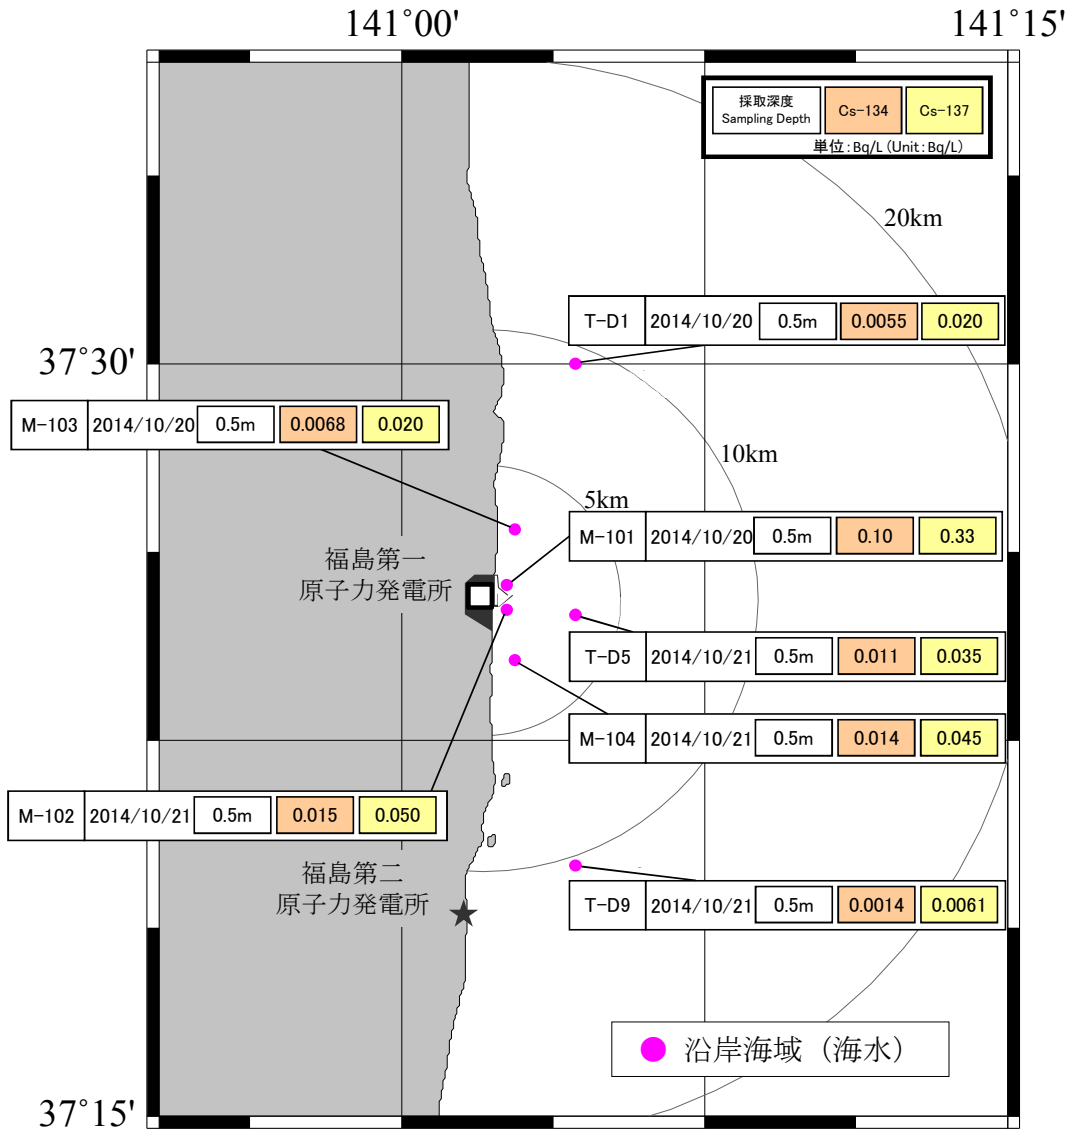 141°00' 141°15'
採取深度 Cs-134 Cs-137
Sampling Depth
単位:Bq/L (Unit:Bq/L)
20km
T-D1 2014/10/20 0.5m 0.0055 0.020
37°30'
M-103 2014/10/20 0.5m 0.0068 0.020
10km
5km
M-101 2014/10/20 0.5m 0.10 0.33
福島第一
原子力発電所
T-D5 2014/10/21 0.5m 0.011 0.035
M-104 2014/10/21 0.5m 0.014 0.045
M-102 2014/10/21 0.5m 0.015 0.050
福島第二
原子力発電所
T-D9 2014/10/21 0.5m 0.0014 0.0061
沿岸海域（海水）
37°15'